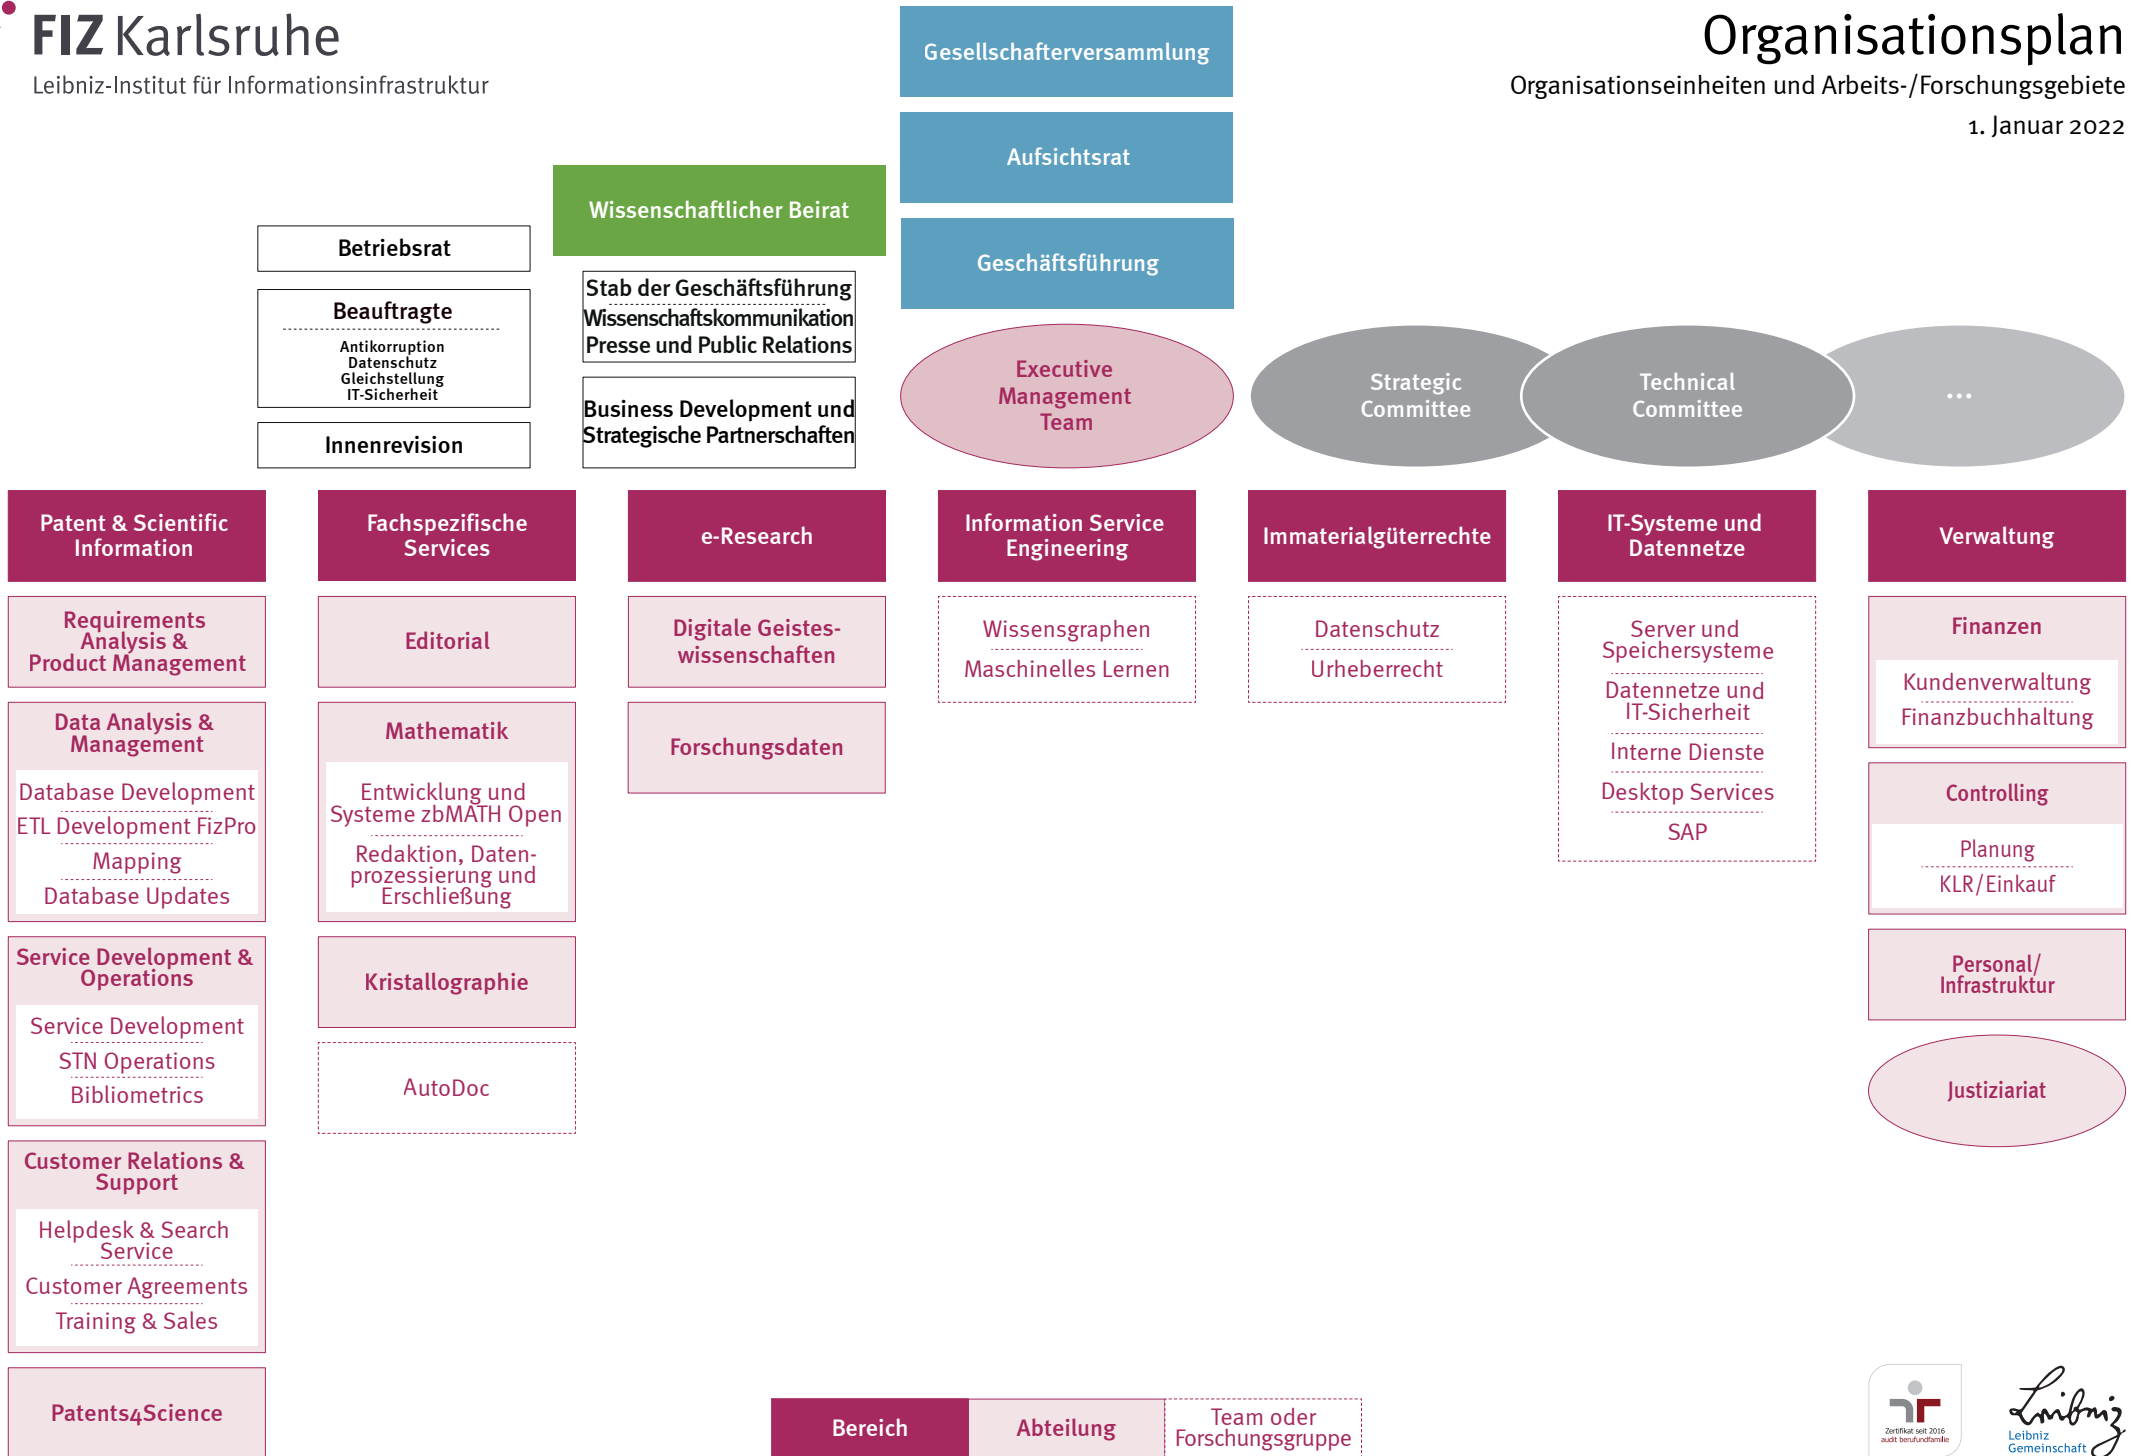 FIZ Karlsruhe
Leibniz-Institut für Informationsinfrastruktur
Organisationsplan
Organisationseinheiten und Arbeits-/Forschungsgebiete
1. Januar 2022
Gesellschafterversammlung
Aufsichtsrat
Geschäftsführung
Wissenschaftlicher Beirat
Betriebsrat
Beauftragte
Antikorruption
Datenschutz
Gleichstellung
IT-Sicherheit
Innenrevision
Stab der Geschäftsführung
Wissenschaftskommunikation
Presse und Public Relations
Business Development und
Strategische Partnerschaften
Executive
Management
Team
Strategic
Committee
Technical
Committee
...
Patent & Scientific
Information
Requirements
Analysis &
Product Management
Data Analysis &
Management
Database Development
ETL Development FizPro
Mapping
Database Updates
Service Development &
Operations
Service Development
STN Operations
Bibliometrics
Customer Relations &
Support
Helpdesk & Search
Service
Customer Agreements
Training & Sales
Patents4Science
Fachspezifische
Services
Editorial
Mathematik
Entwicklung und
Systeme zbMATH Open
Redaktion, Daten-
prozessierung und
Erschließung
Kristallographie
AutoDoc
e-Research
Digitale Geistes-
wissenschaften
Forschungsdaten
Information Service
Engineering
Wissensgraphen
Maschinelles Lernen
Immaterialgüterrechte
Datenschutz
Urheberrecht
IT-Systeme und
Datennetze
Server und
Speichersysteme
Datennetze und
IT-Sicherheit
Interne Dienste
Desktop Services
SAP
Verwaltung
Finanzen
Kundenverwaltung
Finanzbuchhaltung
Controlling
Planung
KLR/Einkauf
Personal/
Infrastruktur
Justiziariat
Bereich
Abteilung
Team oder
Forschungsgruppe
Zertifikat seit 2016
audit berufundfamilie
Leibniz
Leibniz
Gemeinschaft